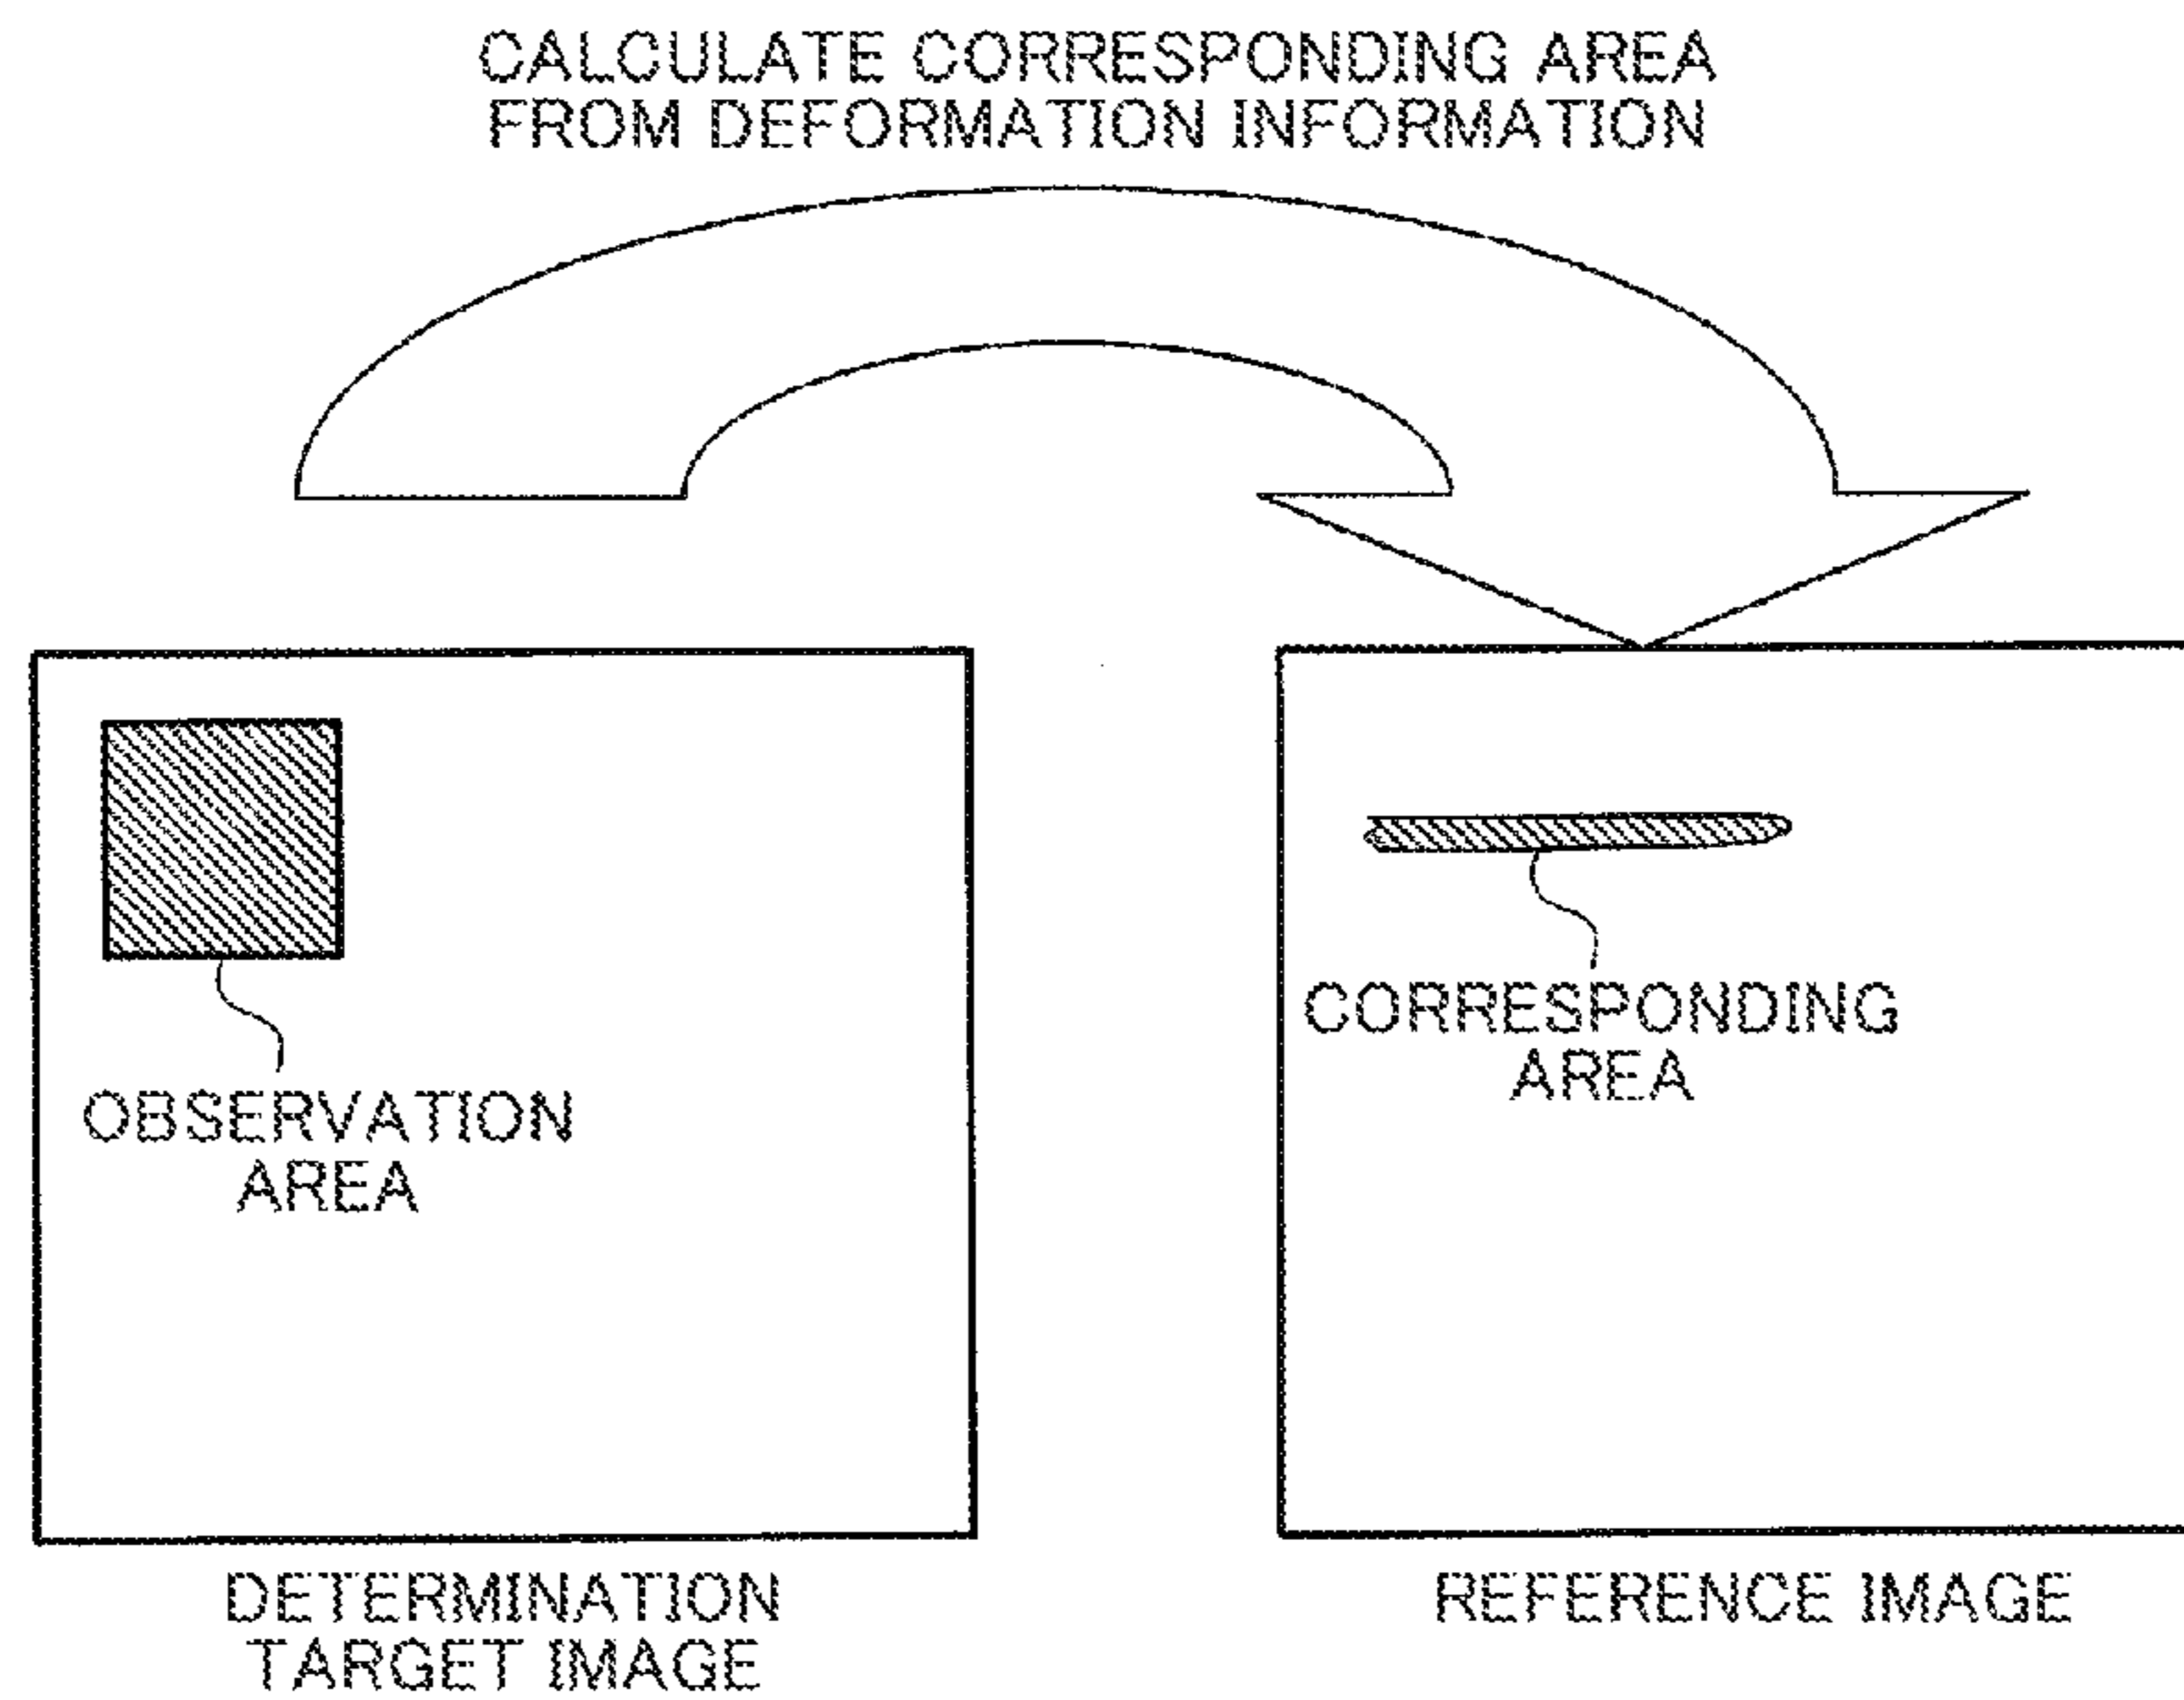 CALCULATE CORRESPONDING AREA
FROM DEFORMATION INFORMATION
OBSERVATION
AREA
CORRESPONDING
AREA
DETERMINATION
TARGET IMAGE
REFERENCE IMAGE